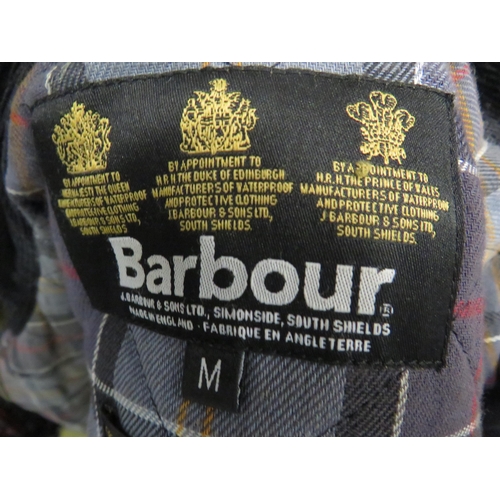 BY APPOINTMENT TO
HER MAJESTY THE QUEEN
MANUFACTURERS OF WATERPROOF
AND PROTECTIVE CLOTHING
J. BARBOUR & SONS LTD,
SOUTH SHIELDS.
BY APPOINTMENT TO
H.R.H. THE DUKE OF EDINBURGH
MANUFACTURERS OF WATERPROOF
AND PROTECTIVE CLOTHING
J. BARBOUR & SONS LTD,
SOUTH SHIELDS.
BY APPOINTMENT TO
H.R.H. THE PRINCE OF WALES
MANUFACTURERS OF WATERPROOF
AND PROTECTIVE CLOTHING
J BARBOUR & SONS LTD,
SOUTH SHIELDS.
Barbour®
J. BARBOUR & SONS LTD., SIMONSIDE, SOUTH SHIELDS
MADE IN ENGLAND - FABRIQUE EN ANGLETERRE
M